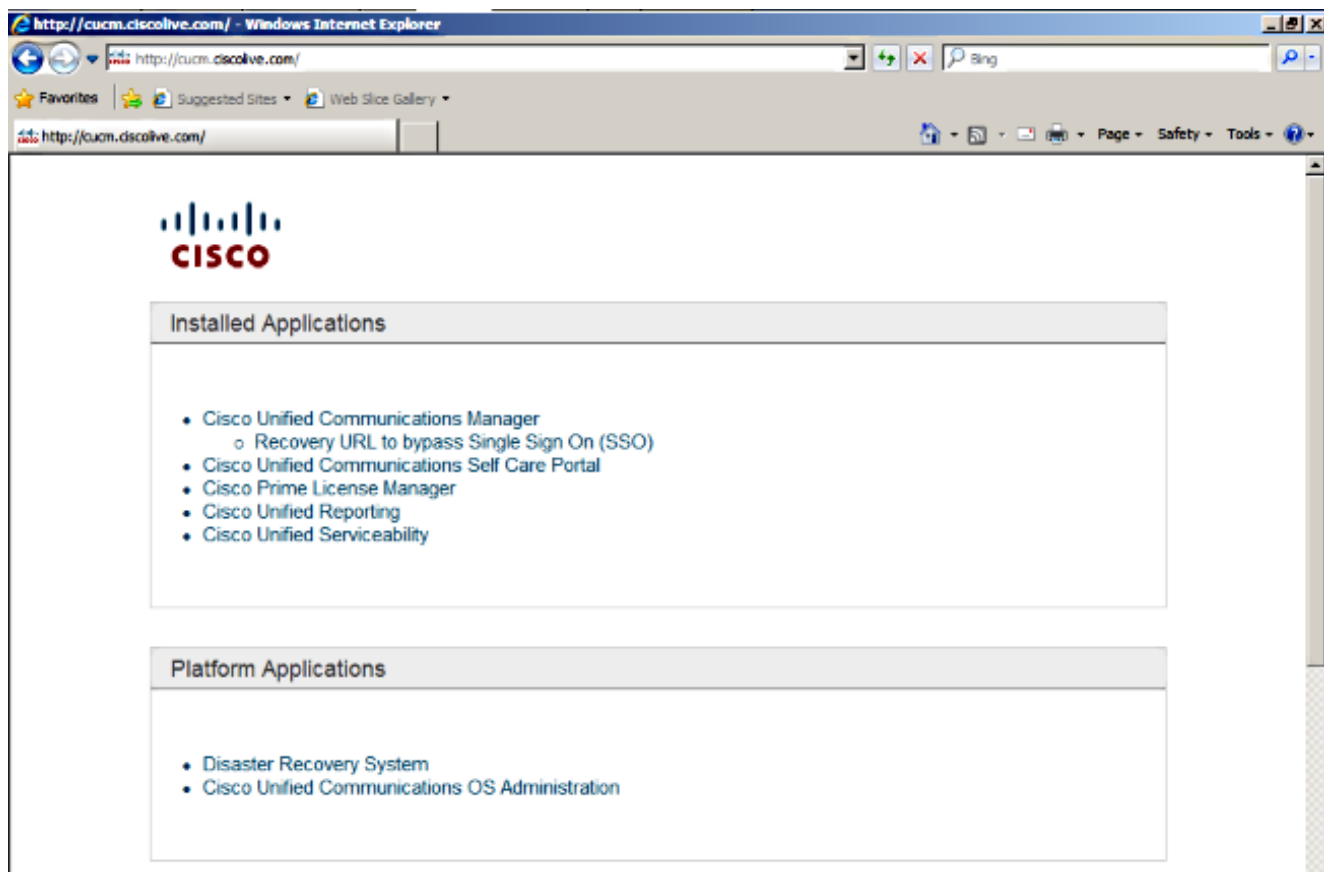 http://cucm.ciscolive.com/ - Windows Internet Explorer
http://cucm.ciscolive.com/
Bing
Favorites
Suggested Sites
Web Slice Gallery
http://cucm.ciscolive.com/
Page
Safety
Tools
CISCO
Installed Applications
Cisco Unified Communications Manager
Recovery URL to bypass Single Sign On (SSO)
Cisco Unified Communications Self Care Portal
Cisco Prime License Manager
Cisco Unified Reporting
Cisco Unified Serviceability
Platform Applications
Disaster Recovery System
Cisco Unified Communications OS Administration